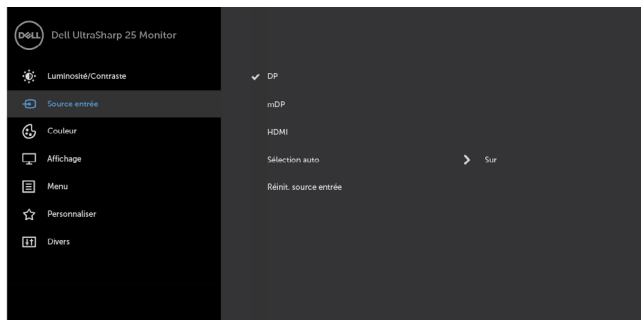 DELL
Dell UltraSharp 25 Monitor
Luminosité/Contraste
DP
Source entrée
mDP
Couleur
HDMI
Affichage
Sélection auto
Sur
Menu
Réinit. source entrée
Personnaliser
Divers